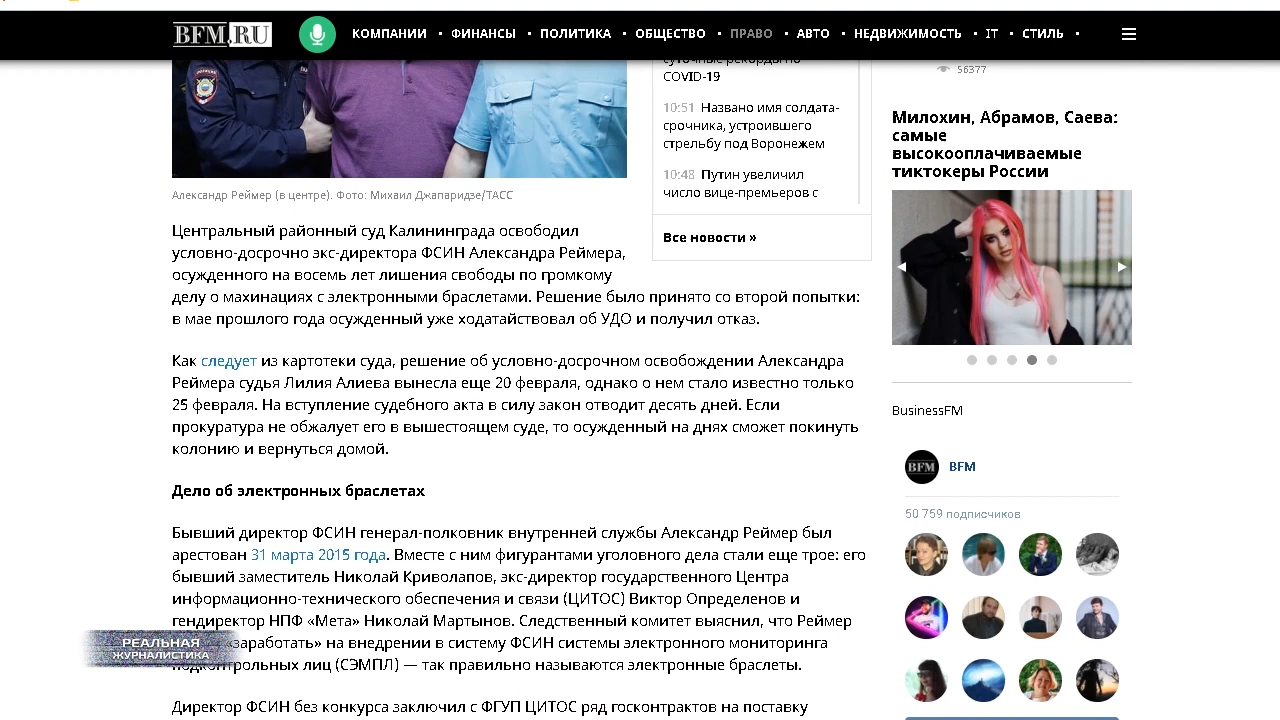 BFM.RU
КОМПАНИИ • ФИНАНСЫ • ПОЛИТИКА • ОБЩЕСТВО • ПРАВО • АВТО • НЕДВИЖИМОСТЬ • IT • СТИЛЬ •
Александр Реймер (в центре). Фото: Михаил Джапаридзе/ТАСС
Центральный районный суд Калининграда освободил
условно-досрочно экс-директора ФСИН Александра Реймера,
осужденного на восемь лет лишения свободы по громкому
делу о махинациях с электронными браслетами. Решение было принято со второй попытки:
в мае прошлого года осужденный уже ходатайствовал об УДО и получил отказ.
Как следует из картотеки суда, решение об условно-досрочном освобождении Александра
Реймера судья Лилия Алиева вынесла еще 20 февраля, однако о нем стало известно только
25 февраля. На вступление судебного акта в силу закон отводит десять дней. Если
прокуратура не обжалует его в вышестоящем суде, то осужденный на днях сможет покинуть
колонию и вернуться домой.
Дело об электронных браслетах
Бывший директор ФСИН генерал-полковник внутренней службы Александр Реймер был
арестован 31 марта 2015 года. Вместе с ним фигурантами уголовного дела стали еще трое: его
бывший заместитель Николай Криволапов, экс-директор государственного Центра
информационно-технического обеспечения и связи (ЦИТОС) Виктор Определенов и
гендиректор НПФ «Мета» Николай Мартынов. Следственный комитет выяснил, что Реймер
заработать» на внедрении в систему ФСИН системы электронного мониторинга
подконтрольных лиц (СЭМПЛ) — так правильно называются электронные браслеты.
Директор ФСИН без конкурса заключил с ФГУП ЦИТОС ряд госконтрактов на поставку
РЕАЛЬНАЯ
ЖУРНАЛИСТИКА
суточные рекорды по
COVID-19
10:51 Названо имя солдата-
срочника, устроившего
стрельбу под Воронежем
10:48 Путин увеличил
число вице-премьеров с
Все новости »
56377
Милохин, Абрамов, Саева:
самые
высокооплачиваемые
тиктокеры России
BusinessFM
BFM
BFM
50 759 подписчиков